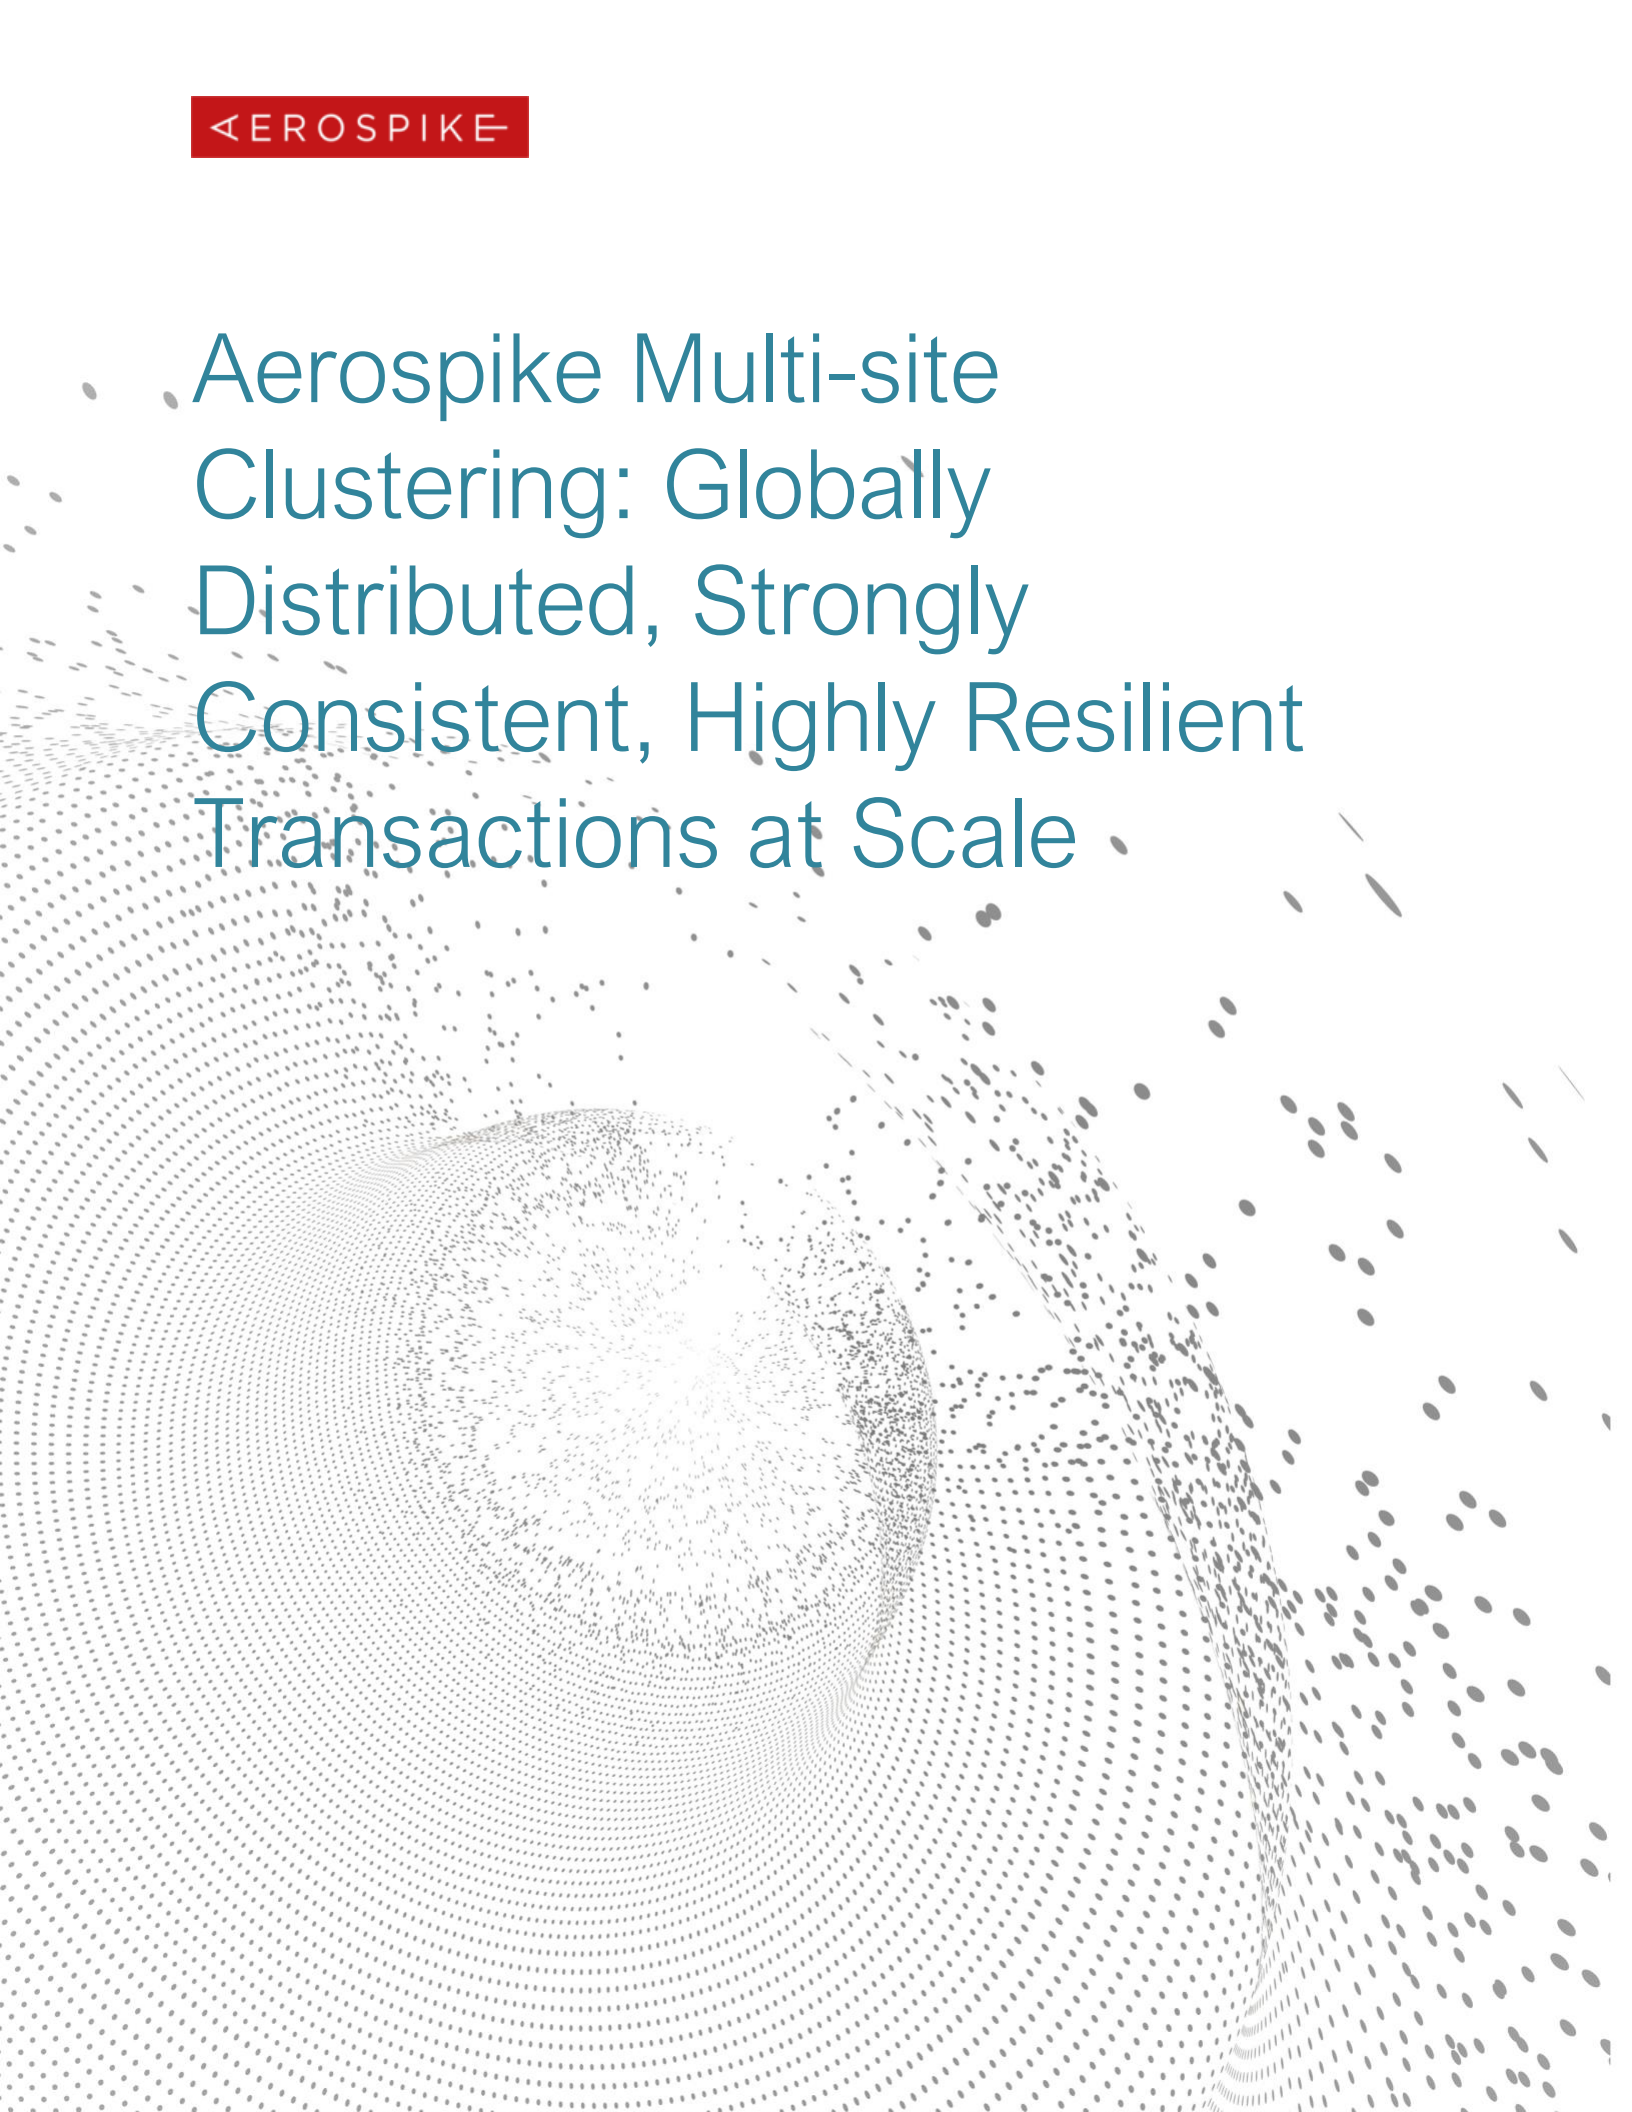 AEROSPIKE
Aerospike Multi-site
Clustering: Globally
Distributed, Strongly
Consistent, Highly Resilient
Transactions at Scale